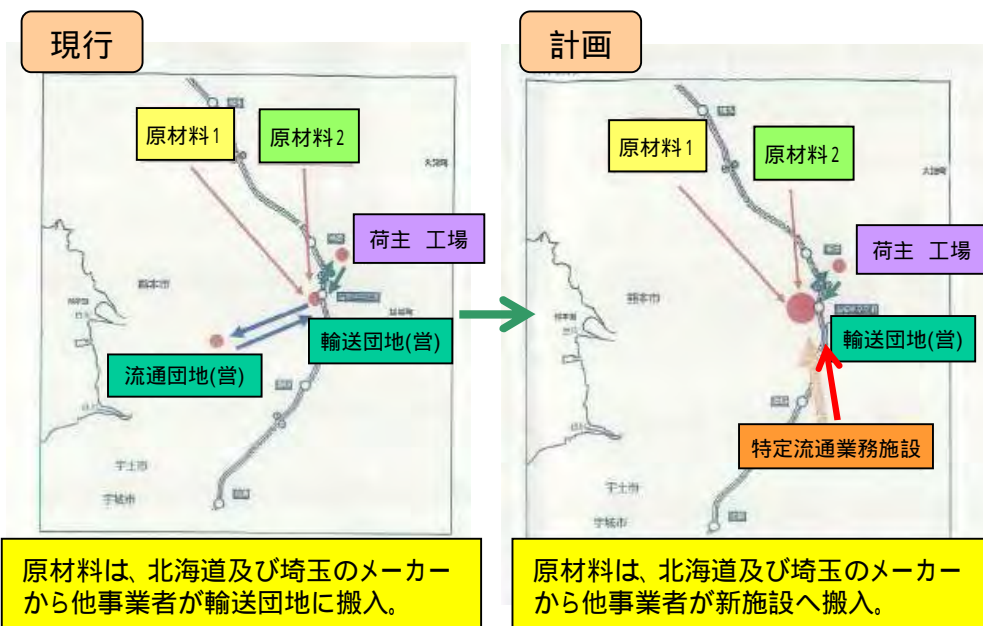 現行
原材料1
原材料2
荷主 工場
熊本市
輸送団地(営)
流通団地(営)
宇土市
宇城市
原材料は、北海道及び埼玉のメーカー
から他事業者が輸送団地に搬入。
計画
原材料1
原材料2
荷主 工場
熊本市
輸送団地(営)
特定流通業務施設
宇土市
宇城市
原材料は、北海道及び埼玉のメーカー
から他事業者が新施設へ搬入。